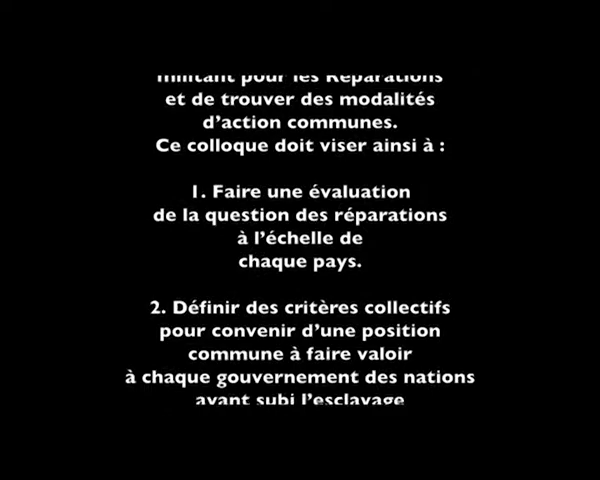 militant pour les Réparations
et de trouver des modalités
d’action communes.
Ce colloque doit viser ainsi à :
1. Faire une évaluation
de la question des réparations
à l’échelle de
chaque pays.
2. Définir des critères collectifs
pour convenir d’une position
commune à faire valoir
à chaque gouvernement des nations
ayant subi l’esclavage